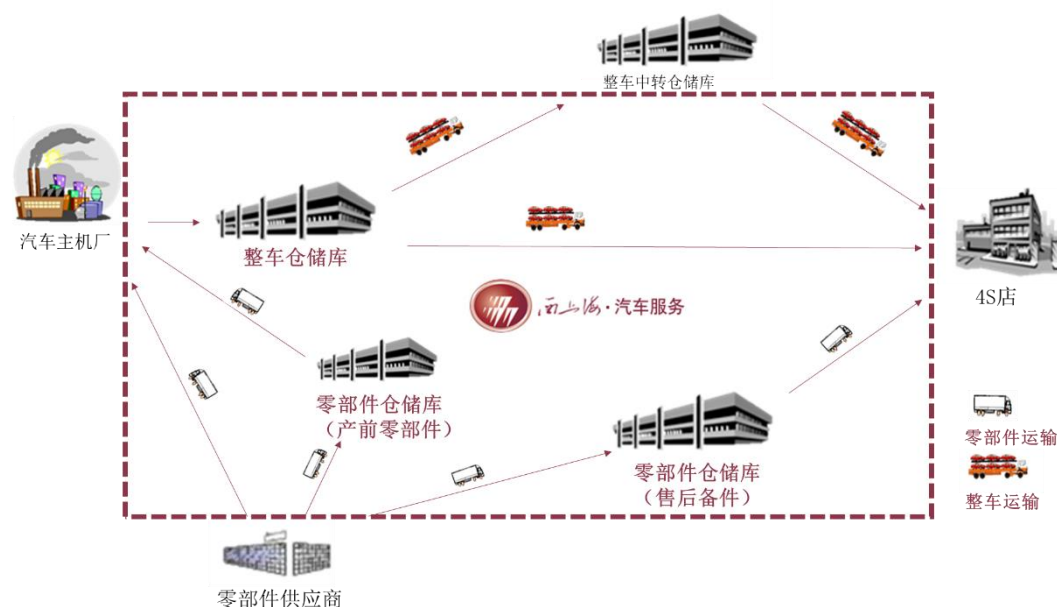 整车中转仓储库
汽车主机厂
整车仓储库
4S店
西上海·汽车服务
零部件仓储库
（产前零部件）
零部件仓储库
（售后备件）
零部件运输
整车运输
零部件供应商